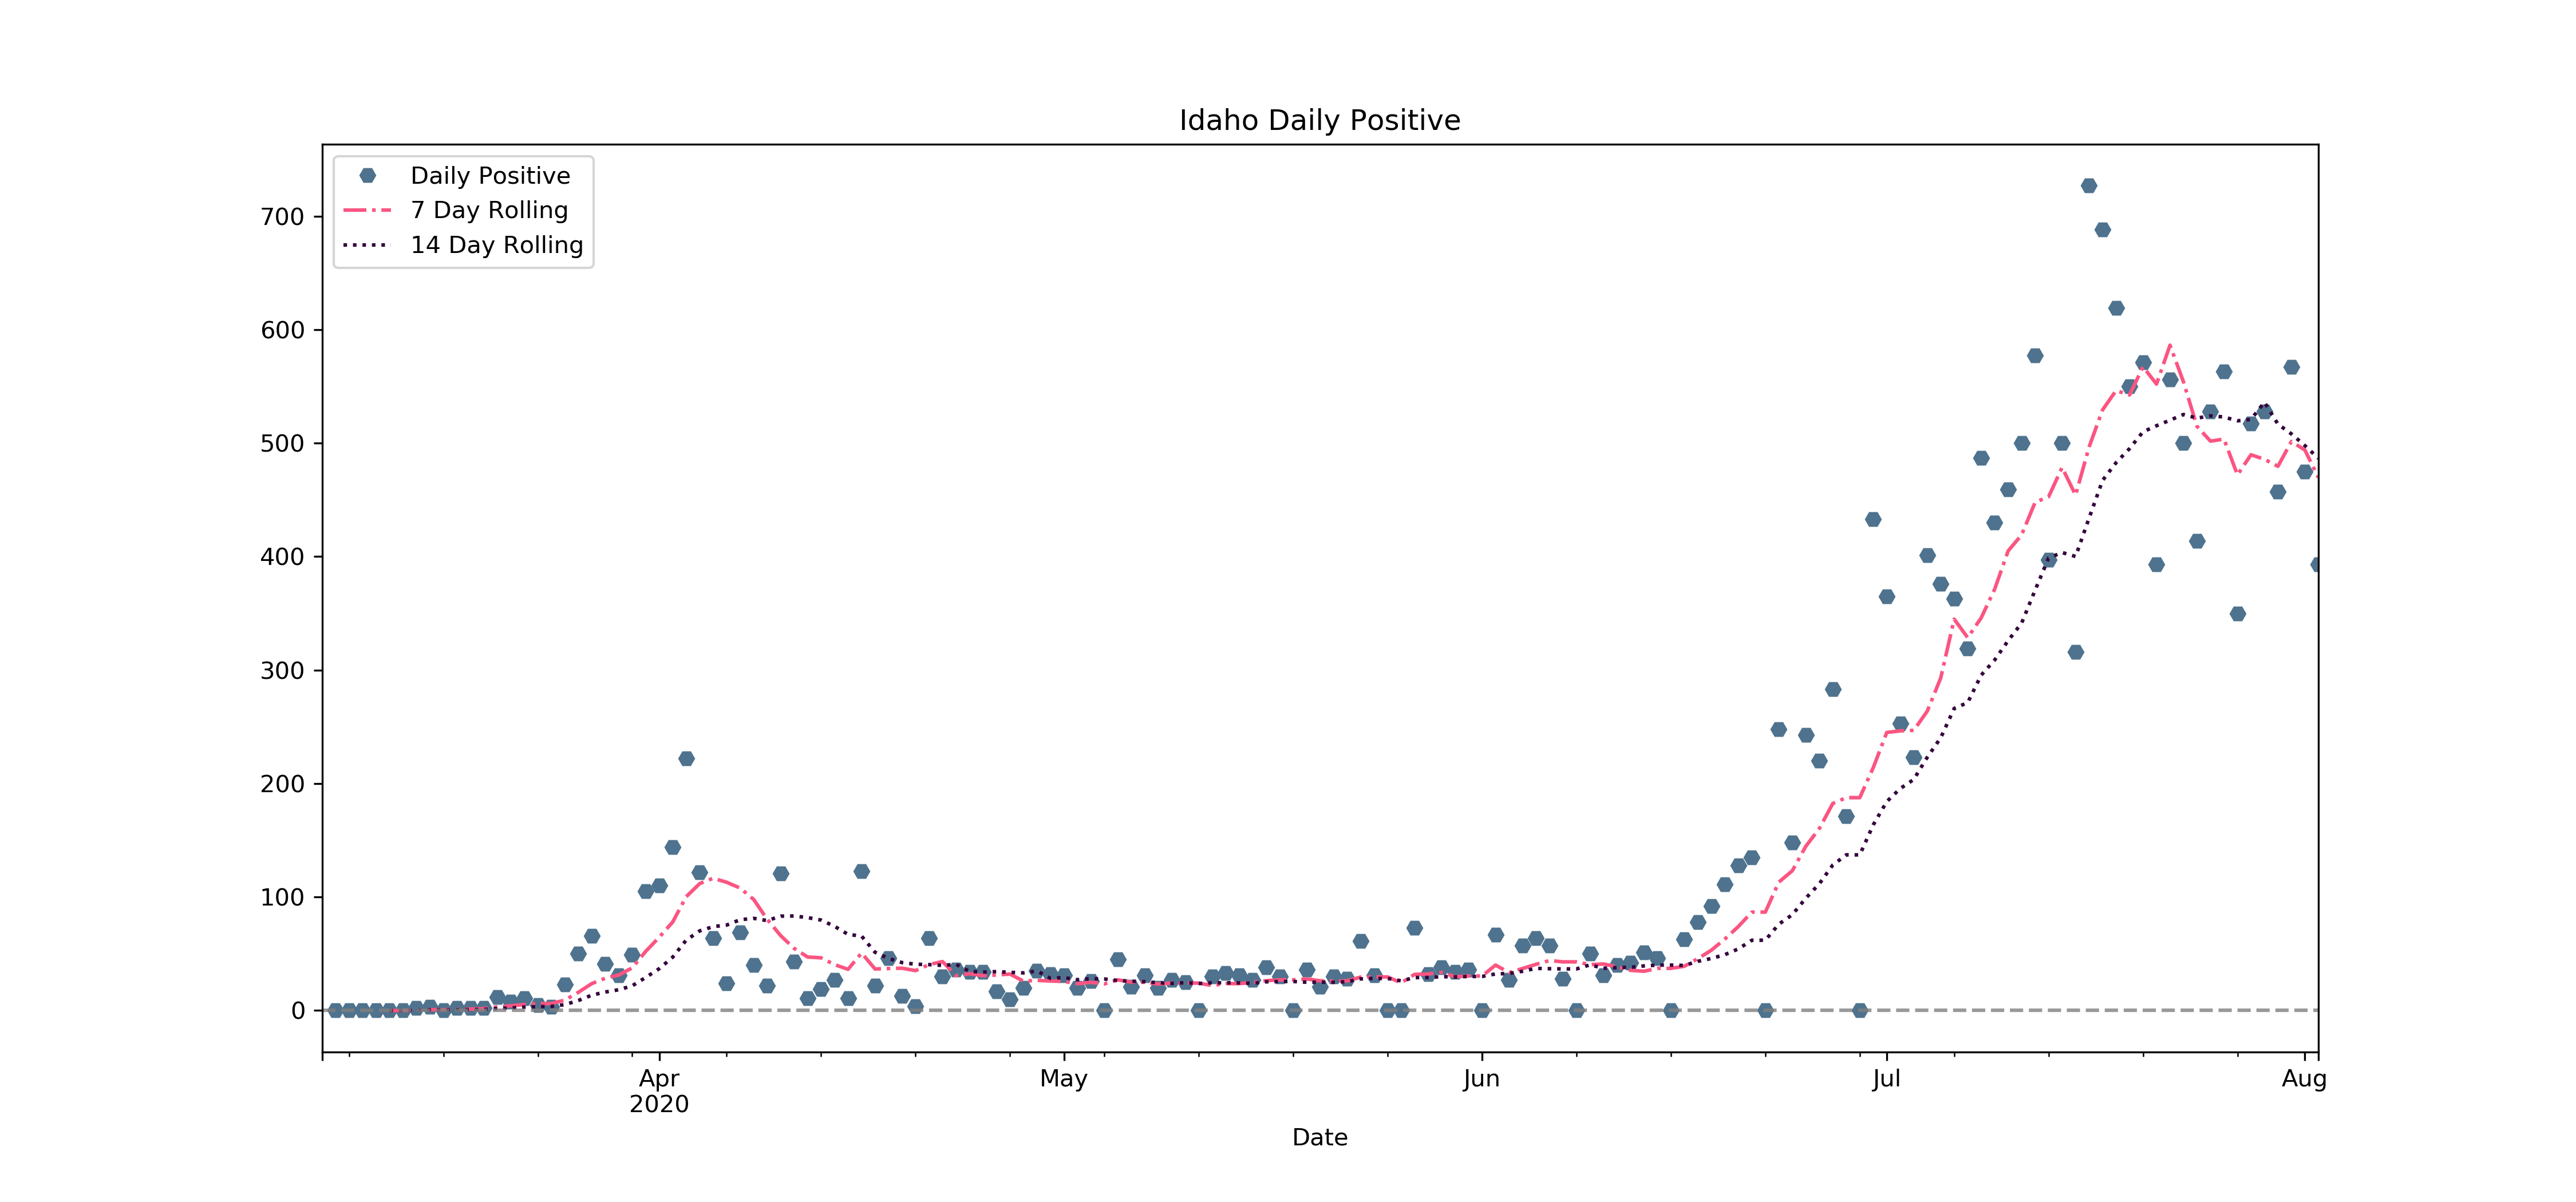 Idaho Daily Positive
Daily Positive
7 Day Rolling
14 Day Rolling
700
600
500
400
300
200
100
0
Apr May Jun Jul Aug
2020
Date